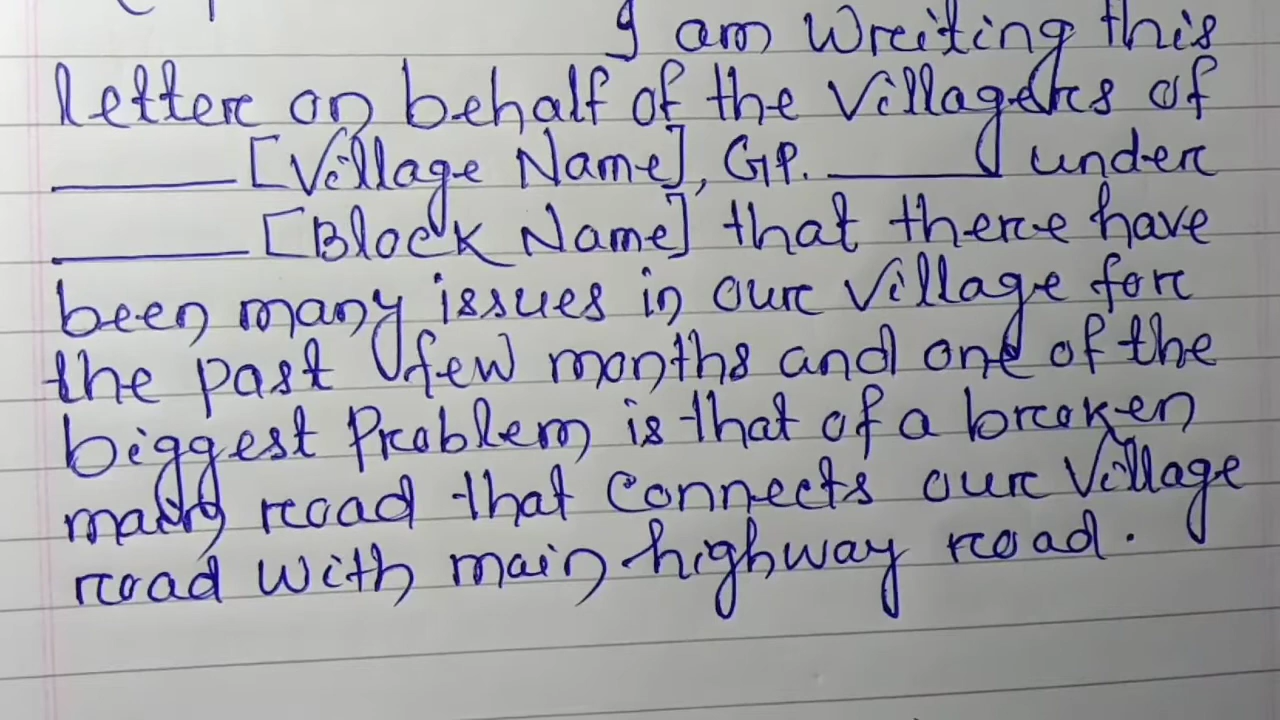 I am writing this
letter on behalf of the villagers of
______ [Village Name], G.P. ______ under
______ [Block Name] that there have
been many issues in our village for
the past few months and one of the
biggest Problem is that of a broken
main road that connects our village
road with main highway road.